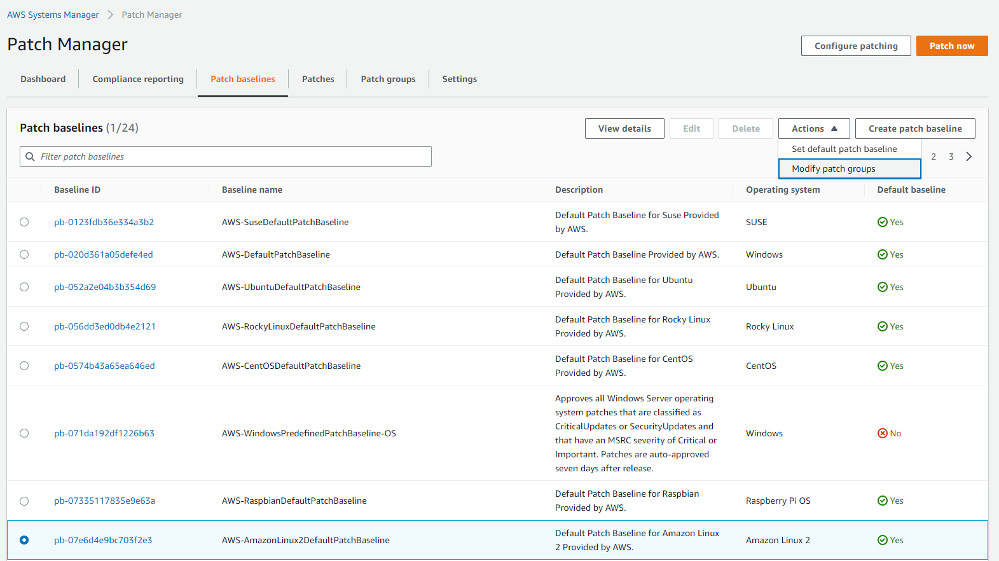 AWS Systems Manager > Patch Manager
Patch Manager
Configure patching
Patch now
Dashboard
Compliance reporting
Patch baselines
Patches
Patch groups
Settings
Patch baselines (1/24)
View details
Edit
Delete
Actions
Create patch baseline
Filter patch baselines
Set default patch baseline
Modify patch groups
2 3
Baseline ID
Baseline name
Description
Operating system
Default baseline
pb-0123fdb36e334a3b2
AWS-SuseDefaultPatchBaseline
Default Patch Baseline for Suse Provided
by AWS.
SUSE
Yes
pb-020d361a05defe4ed
AWS-DefaultPatchBaseline
Default Patch Baseline Provided by AWS.
Windows
Yes
pb-052a2e04b3b354d69
AWS-UbuntuDefaultPatchBaseline
Default Patch Baseline for Ubuntu
Provided by AWS.
Ubuntu
Yes
pb-056dd3ed0db4e2121
AWS-RockyLinuxDefaultPatchBaseline
Default Patch Baseline for Rocky Linux
Provided by AWS.
Rocky Linux
Yes
pb-0574b43a65ea646ed
AWS-CentOSDefaultPatchBaseline
Default Patch Baseline for CentOS
Provided by AWS.
CentOS
Yes
pb-071da192df1226b63
AWS-WindowsPredefinedPatchBaseline-OS
Approves all Windows Server operating
system patches that are classified as
CriticalUpdates or SecurityUpdates and
that have an MSRC severity of Critical or
Important. Patches are auto-approved
seven days after release.
Windows
No
pb-07335117835e9e63a
AWS-RaspbianDefaultPatchBaseline
Default Patch Baseline for Raspbian
Provided by AWS.
Raspberry Pi OS
Yes
pb-07e6d4e9bc703f2e3
AWS-AmazonLinux2DefaultPatchBaseline
Default Patch Baseline for Amazon Linux
2 Provided by AWS.
Amazon Linux 2
Yes